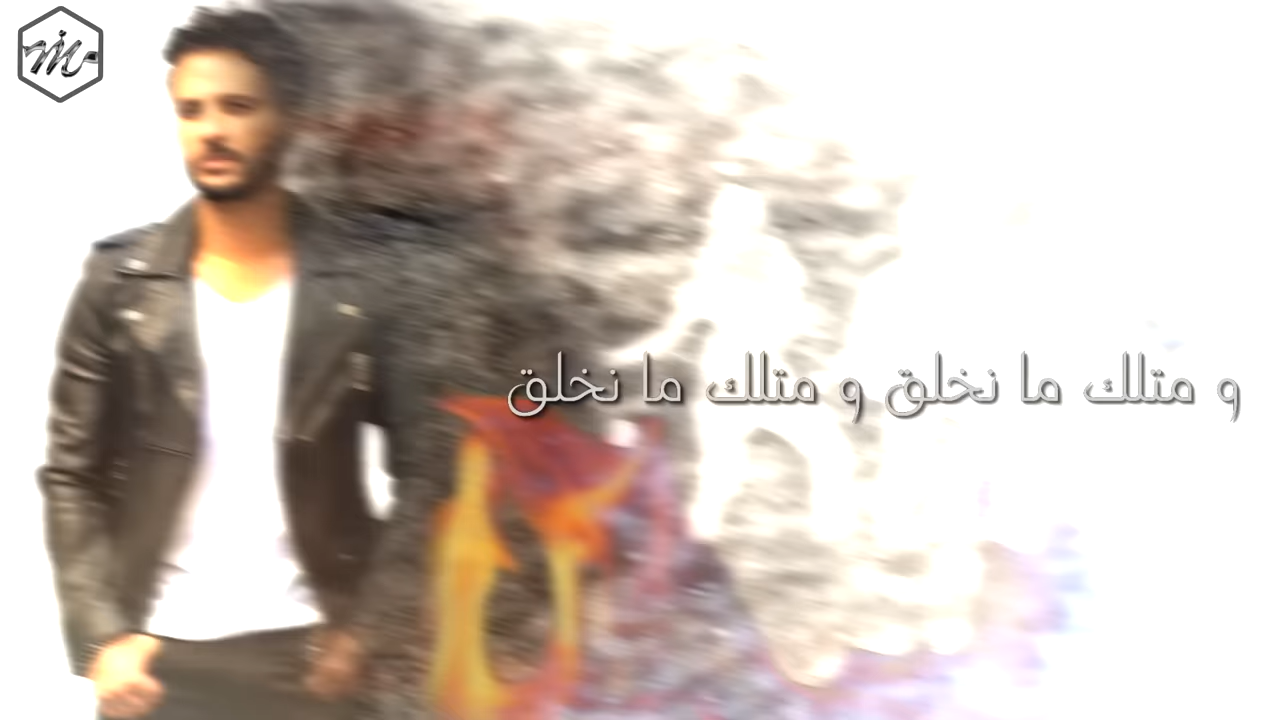 و متلك ما نخلق و متلك ما نخلق